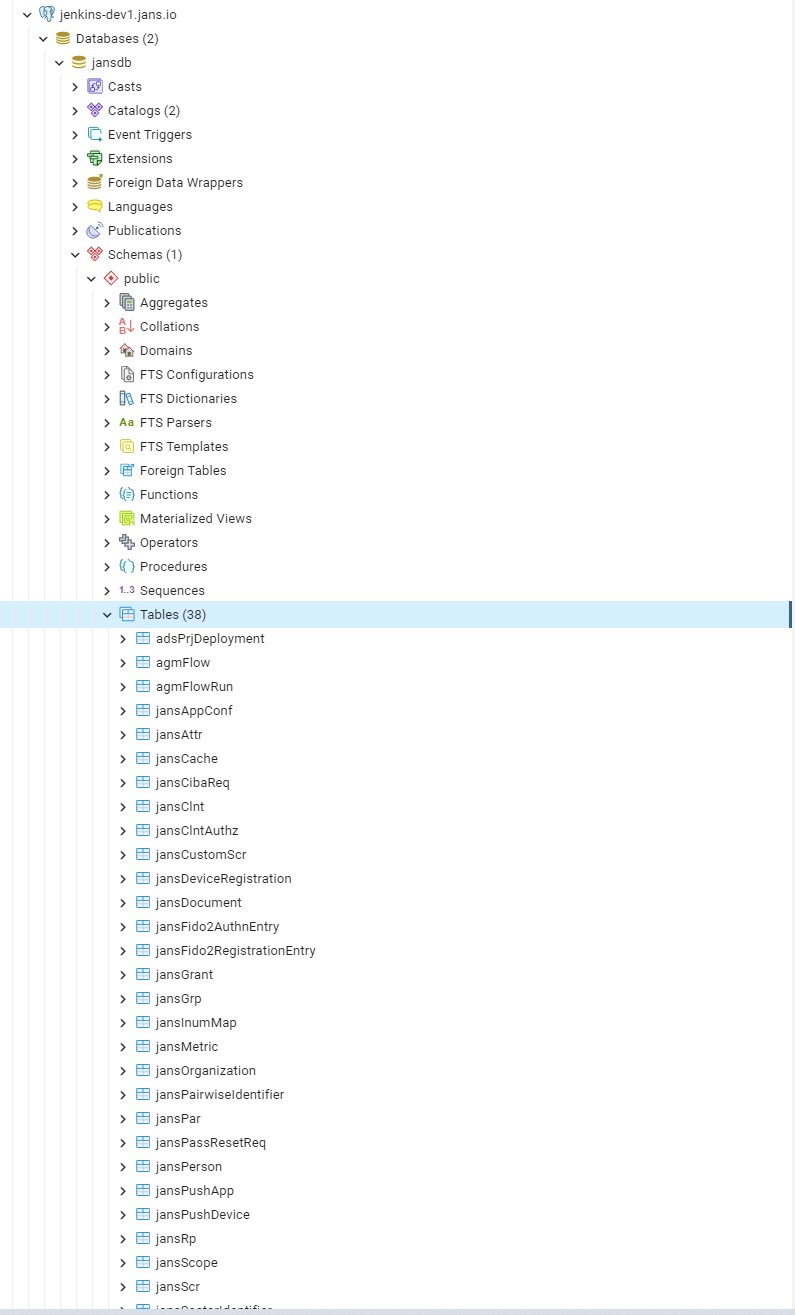 jenkins-dev1.jans.io
Databases (2)
jansdb
Casts
Catalogs (2)
Event Triggers
Extensions
Foreign Data Wrappers
Languages
Publications
Schemas (1)
public
Aggregates
Collations
Domains
FTS Configurations
FTS Dictionaries
Aa FTS Parsers
FTS Templates
Foreign Tables
Functions
Materialized Views
Operators
Procedures
1..3 Sequences
Tables (38)
adsPrjDeployment
agmFlow
agmFlowRun
jansAppConf
jansAttr
jansCache
jansCibaReq
jansClnt
jansClntAuthz
jansCustomScr
jansDeviceRegistration
jansDocument
jansFido2AuthnEntry
jansFido2RegistrationEntry
jansGrant
jansGrp
jansInumMap
jansMetric
jansOrganization
jansPairwiseIdentifier
jansPar
jansPassResetReq
jansPerson
jansPushApp
jansPushDevice
jansRp
jansScope
jansScr